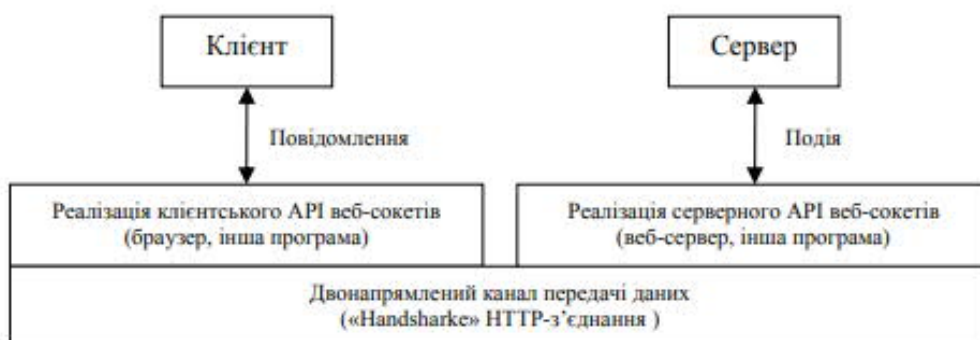 Клієнт
Сервер
Повідомлення
Подія
Реалізація клієнтського API веб-сокетів
(браузер, інша програма)
Реалізація серверного API веб-сокетів
(веб-сервер, інша програма)
Двонапрямлений канал передачі даних
(«Handsharke» HTTP-з’єднання )